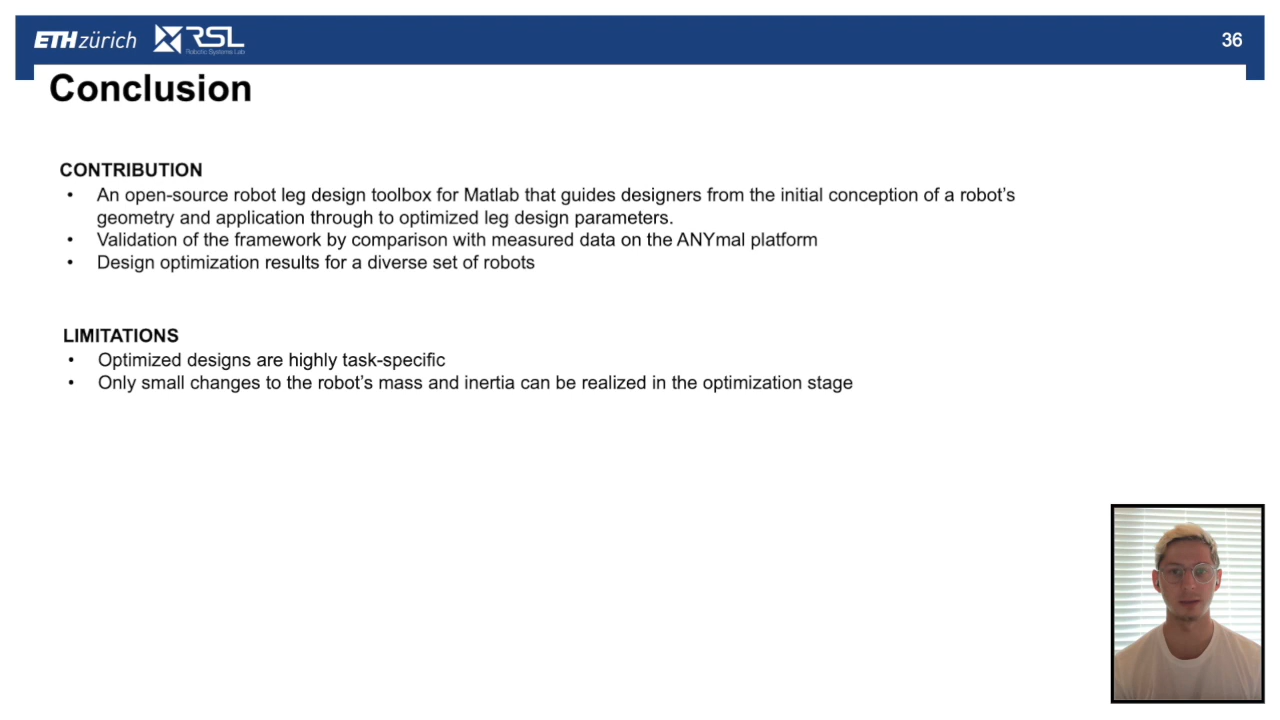 ETH zürich RSL Robotic Systems Lab 36
Conclusion
CONTRIBUTION
• An open-source robot leg design toolbox for Matlab that guides designers from the initial conception of a robot's
geometry and application through to optimized leg design parameters.
• Validation of the framework by comparison with measured data on the ANYmal platform
• Design optimization results for a diverse set of robots
LIMITATIONS
• Optimized designs are highly task-specific
• Only small changes to the robot's mass and inertia can be realized in the optimization stage